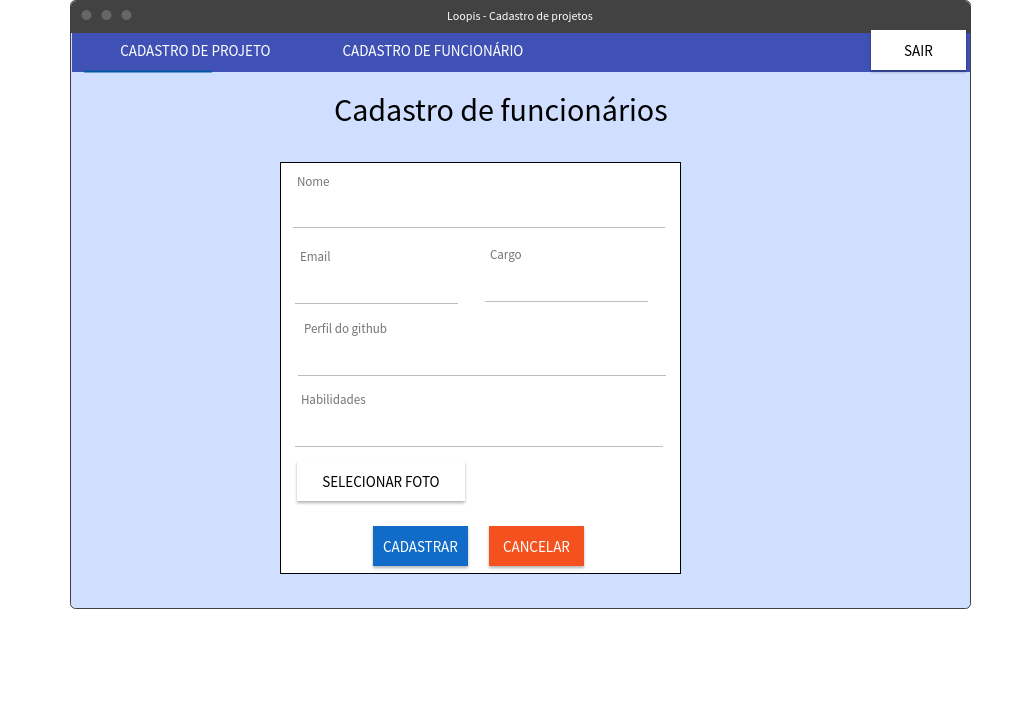 Loopis - Cadastro de projetos
CADASTRO DE PROJETO
CADASTRO DE FUNCIONÁRIO
SAIR
Cadastro de funcionários
Nome
Email
Cargo
Perfil do github
Habilidades
SELECIONAR FOTO
CADASTRAR
CANCELAR